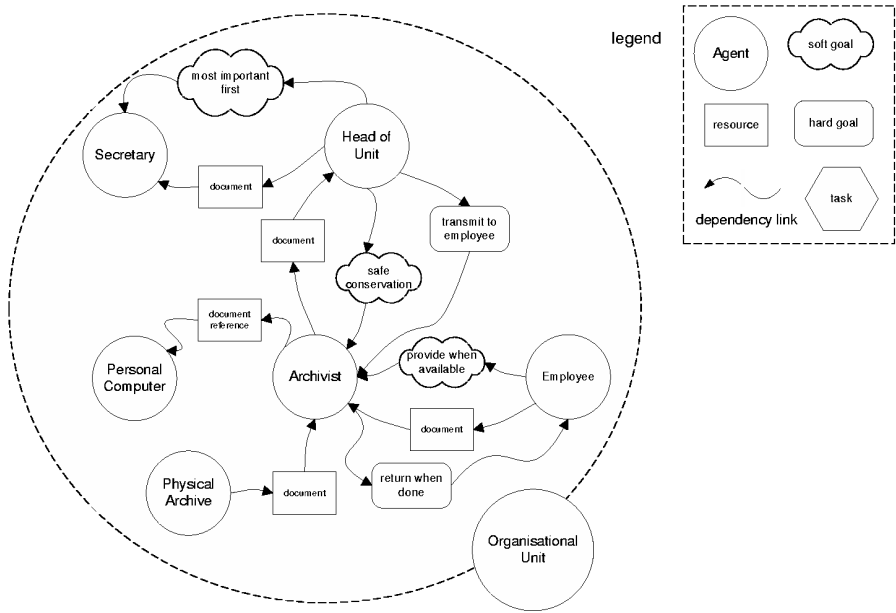 legend
Agent
soft goal
resource
hard goal
dependency link
task
most important
first
Secretary
Head of
Unit
document
document
transmit to
employee
safe
conservation
document
reference
Personal
Computer
Archivist
provide when
available
Employee
document
Physical
Archive
document
return when
done
Organisational
Unit